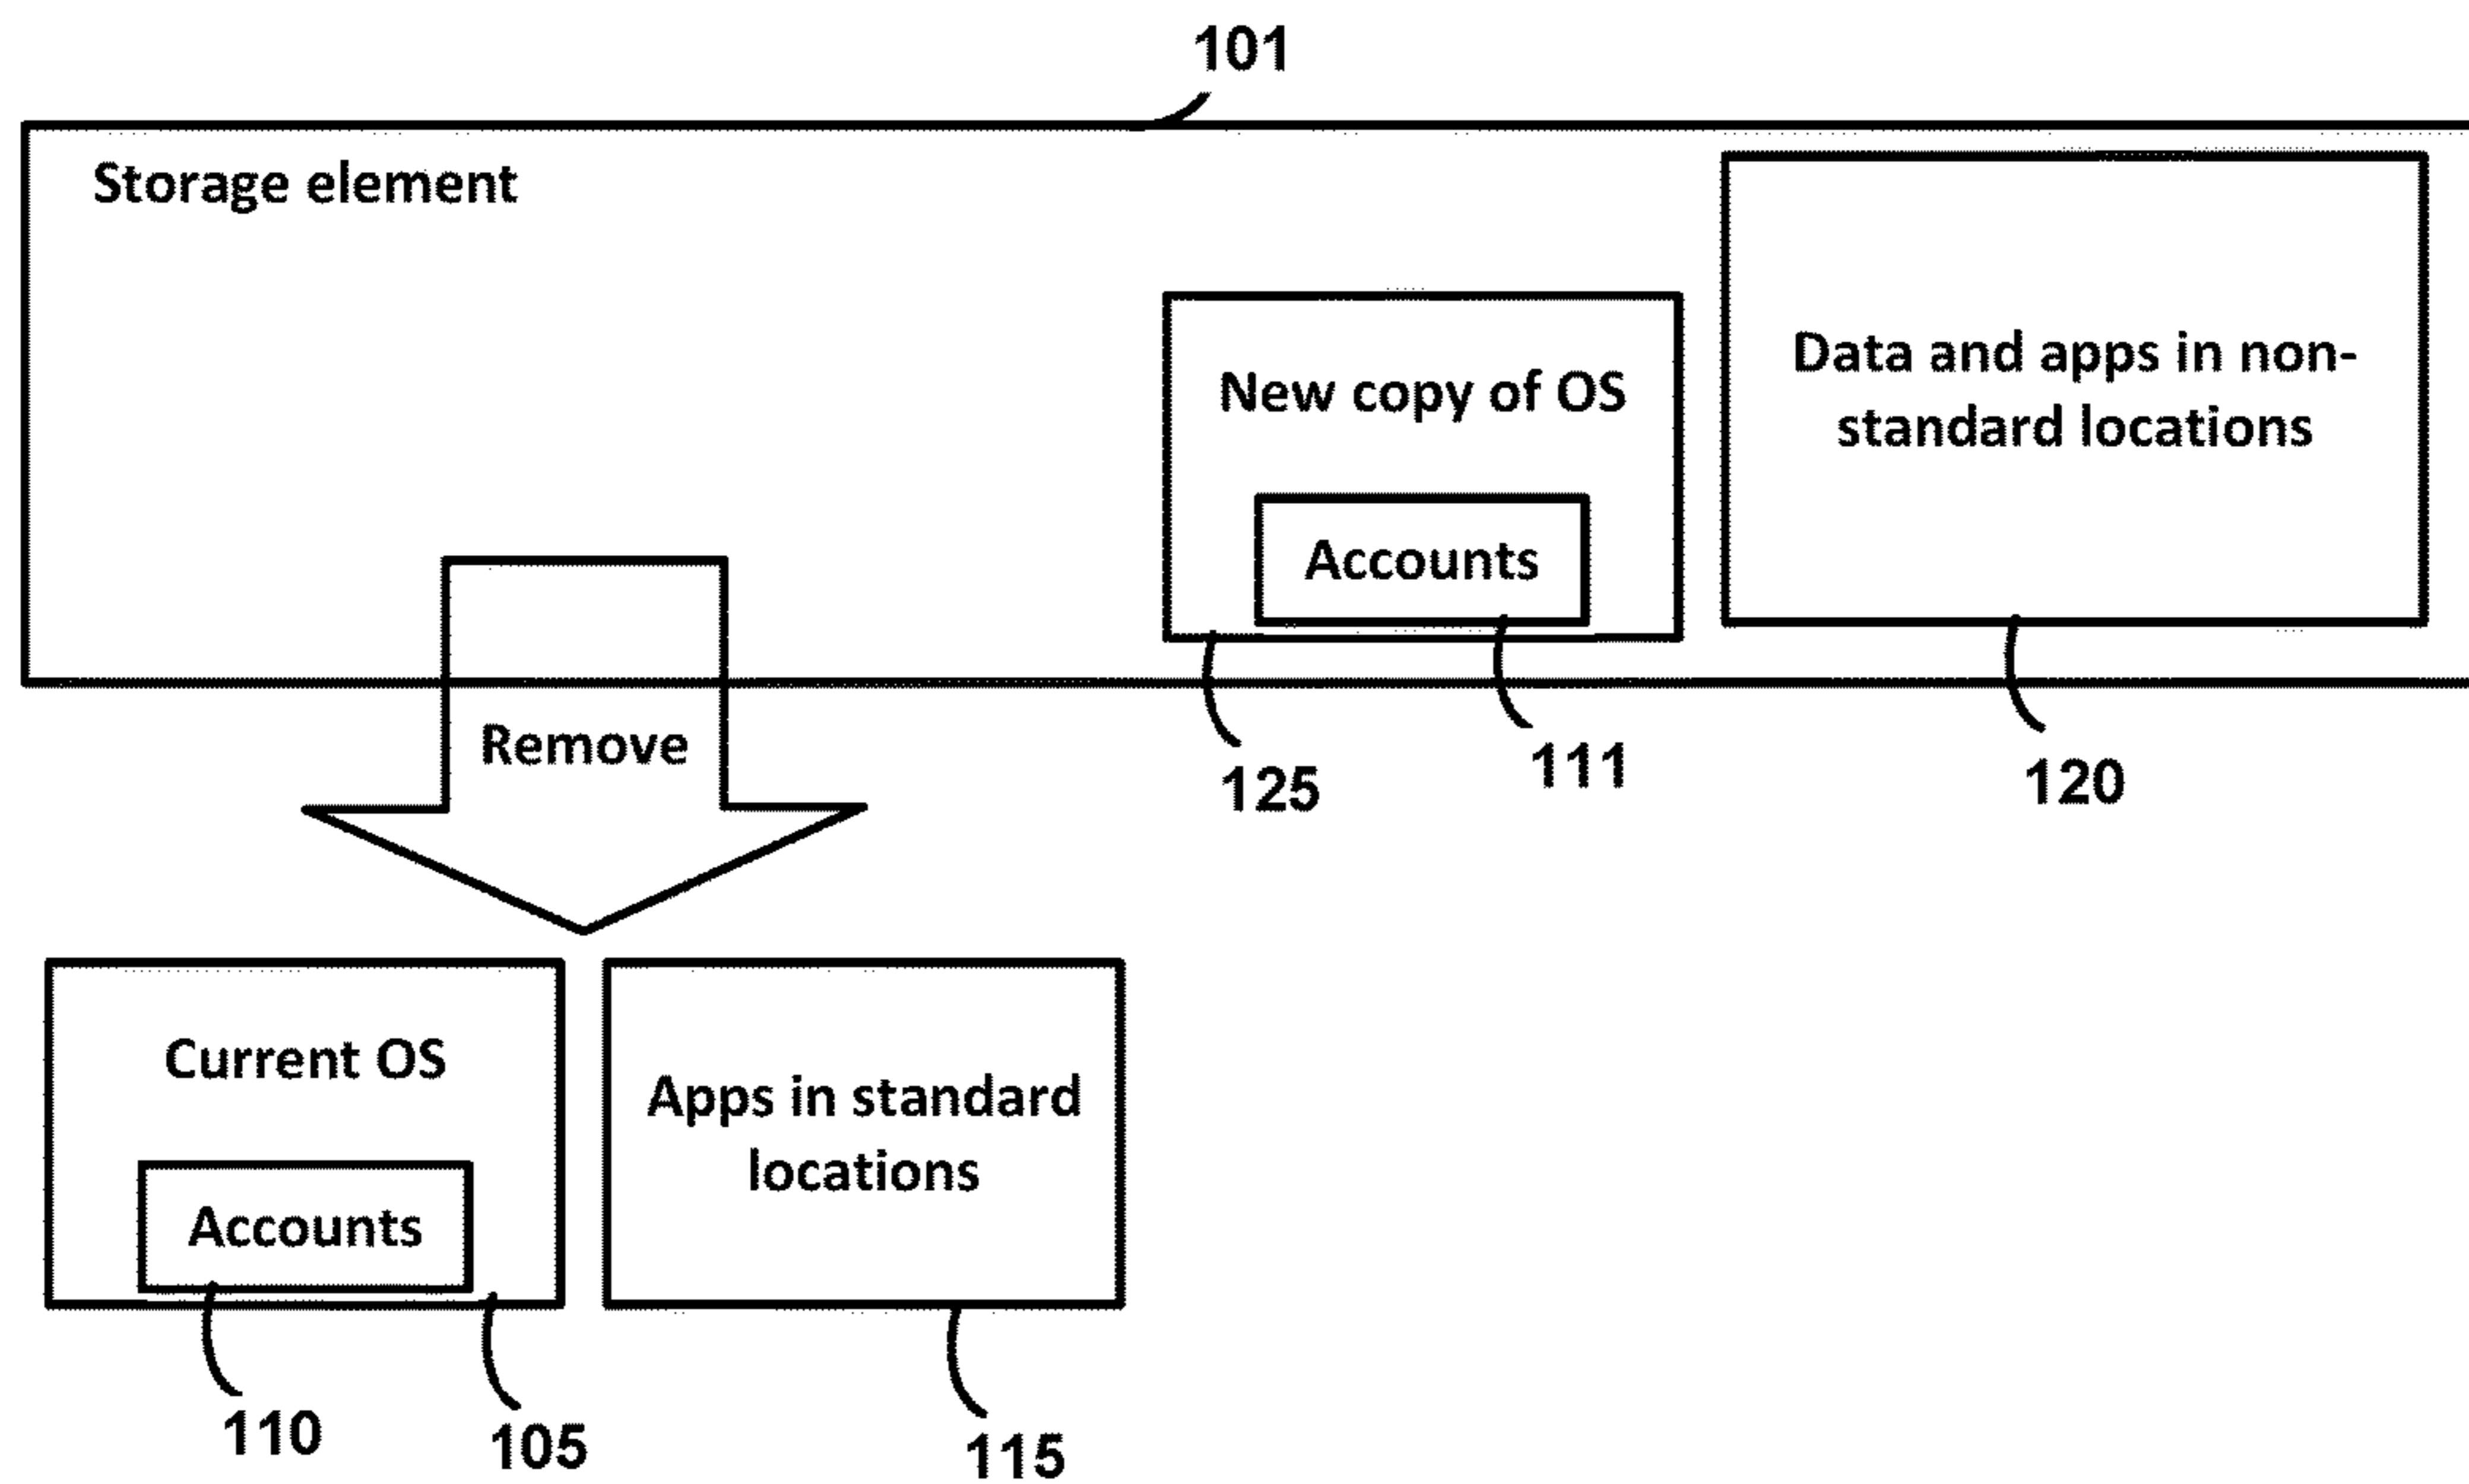 101
Storage element
New copy of OS
Accounts
Data and apps in non-
standard locations
Remove
125
111
120
Current OS
Accounts
Apps in standard
locations
110
105
115